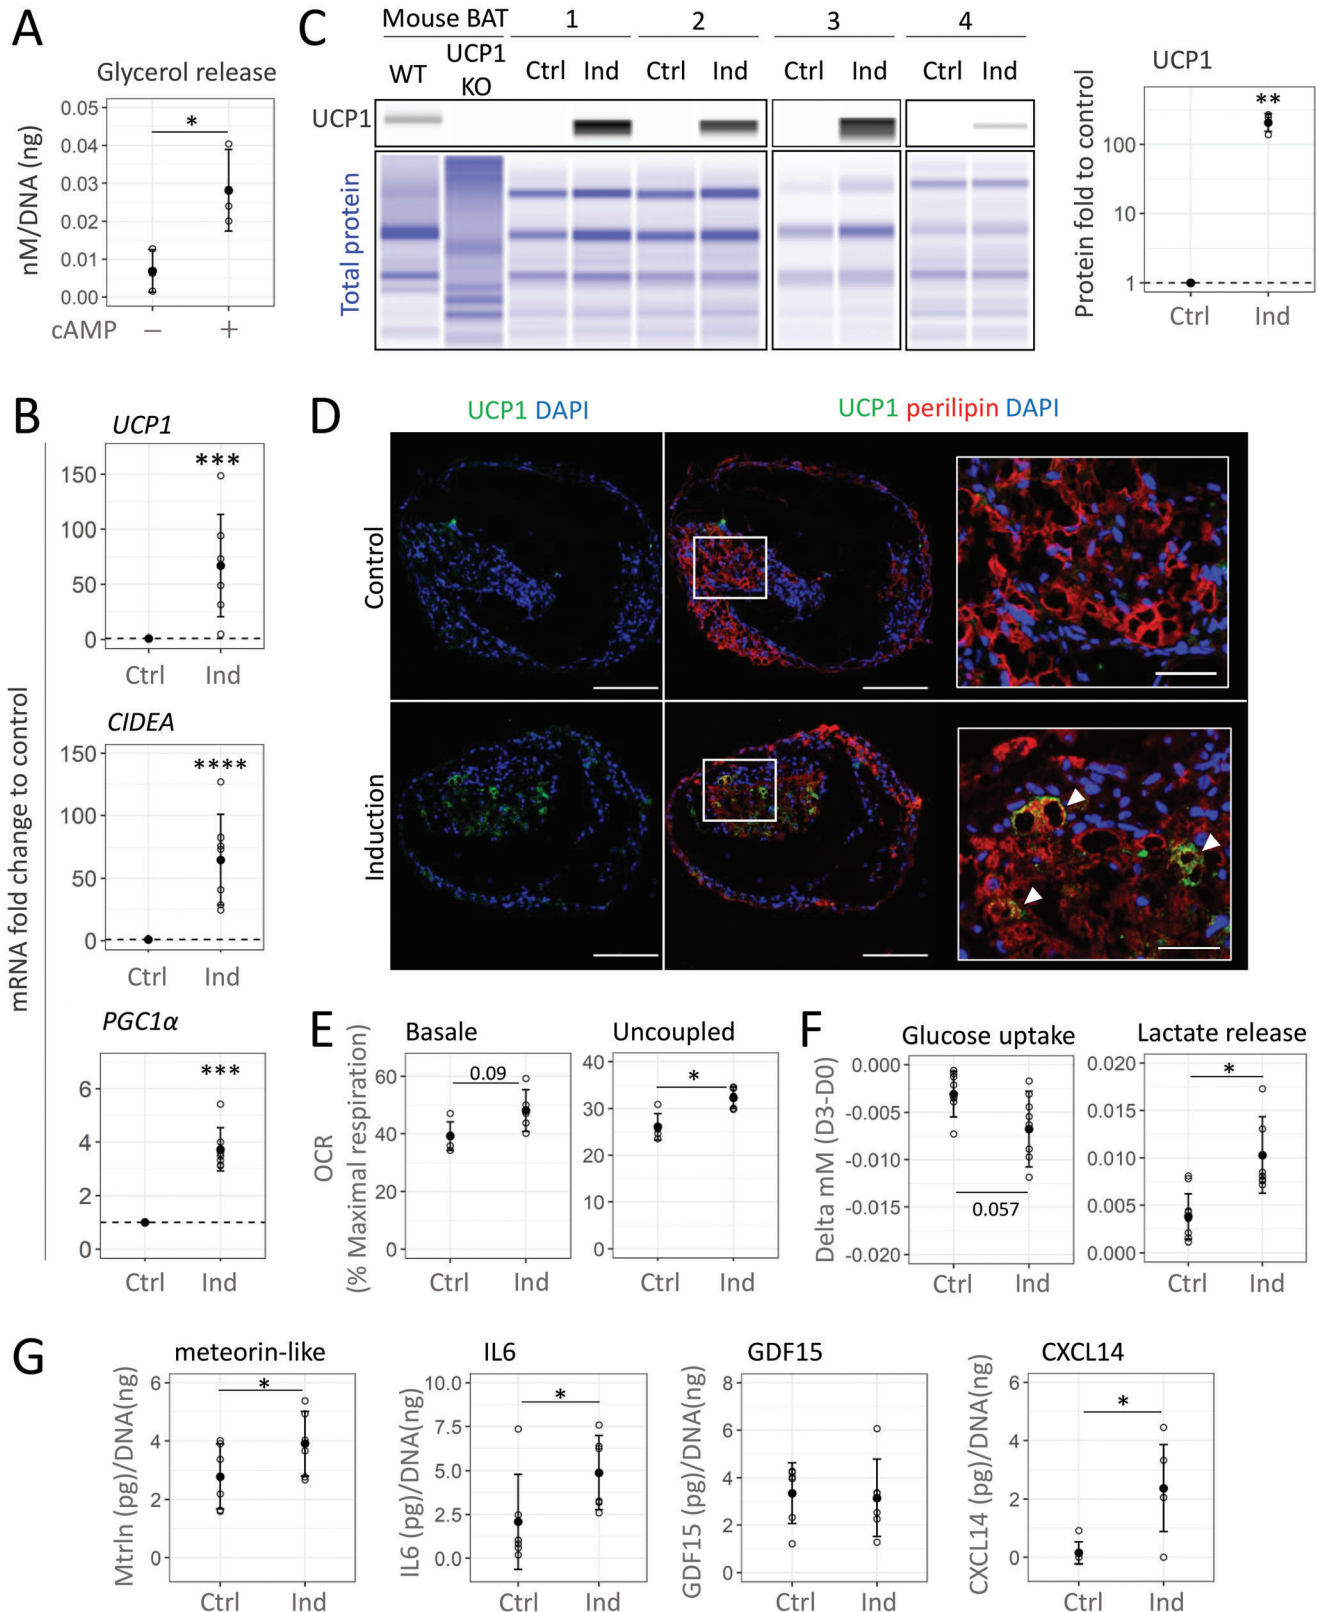 A
Glycerol release
nM/DNA (ng)
0.05
0.04
0.03
0.02
0.01
0.00
*
cAMP − +
C
Mouse BAT 1 2 3 4
WT UCP1 KO Ctrl Ind Ctrl Ind Ctrl Ind Ctrl Ind
UCP1
Total protein
UCP1
Protein fold to control
**
100
10
1
Ctrl Ind
B
mRNA fold change to control
UCP1
***
150
100
50
0
Ctrl Ind
CIDEA
****
150
100
50
0
Ctrl Ind
PGC1α
***
6
4
2
0
Ctrl Ind
D
UCP1 DAPI
UCP1 perilipin DAPI
Control
Induction
E
OCR
(% Maximal respiration)
Basale
0.09
60
40
20
0
Ctrl Ind
Uncoupled
*
40
30
20
10
0
Ctrl Ind
F
Delta mM (D3-D0)
Glucose uptake
0.000
-0.005
-0.010
-0.015
-0.020
0.057
Ctrl Ind
Lactate release
*
0.020
0.015
0.010
0.005
0.000
Ctrl Ind
G
meteorin-like
Mtrln (pg)/DNA(ng)
*
6
4
2
0
Ctrl Ind
IL6
IL6 (pg)/DNA(ng)
*
10.0
7.5
5.0
2.5
0.0
Ctrl Ind
GDF15
GDF15 (pg)/DNA(ng)
8
6
4
2
0
Ctrl Ind
CXCL14
CXCL14 (pg)/DNA(ng)
*
6
4
2
0
Ctrl Ind